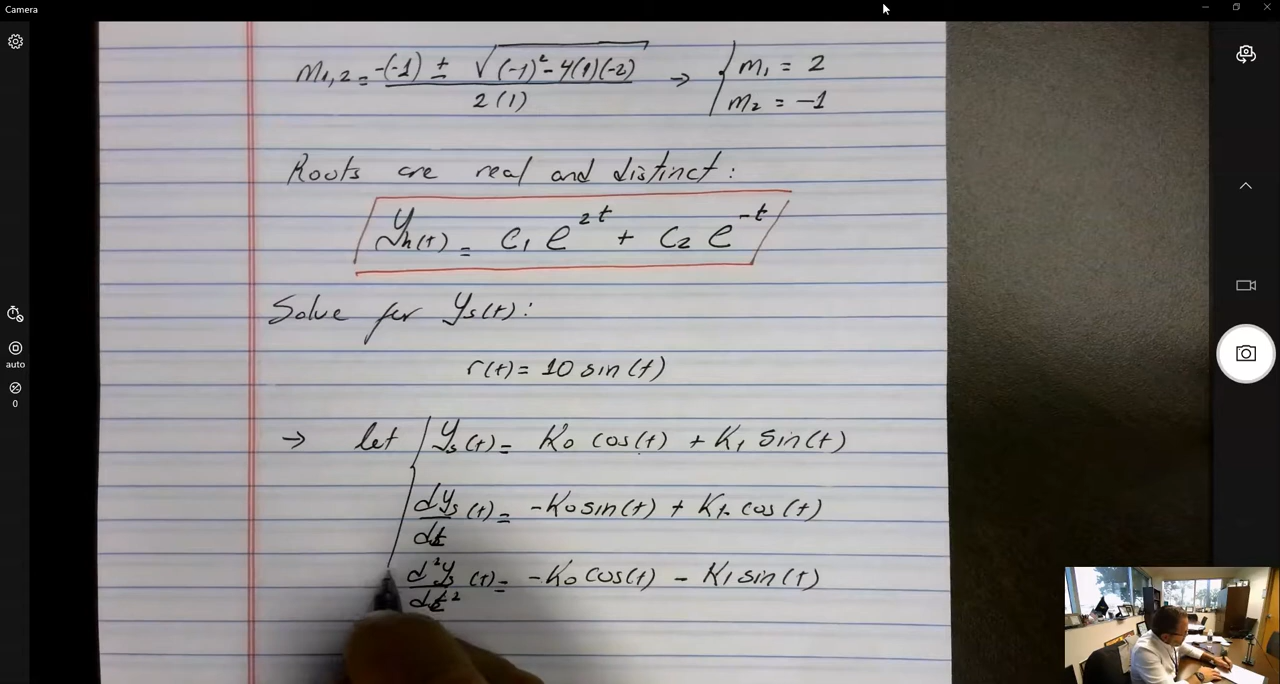 Camera
m1,2 = -(-1) ± √(-1)² - 4(1)(-2) / 2(1) → { m1 = 2
m2 = -1
Roots are real and distinct :
yh(t) = C1 e^2t + C2 e^-t
Solve for ys(t) :
r(t) = 10 sin(t)
→ let { ys(t) = K0 cos(t) + K1 sin(t)
dys/dt (t) = -K0 sin(t) + K1 cos(t)
d²ys/dt² (t) = -K0 cos(t) - K1 sin(t)
auto
0